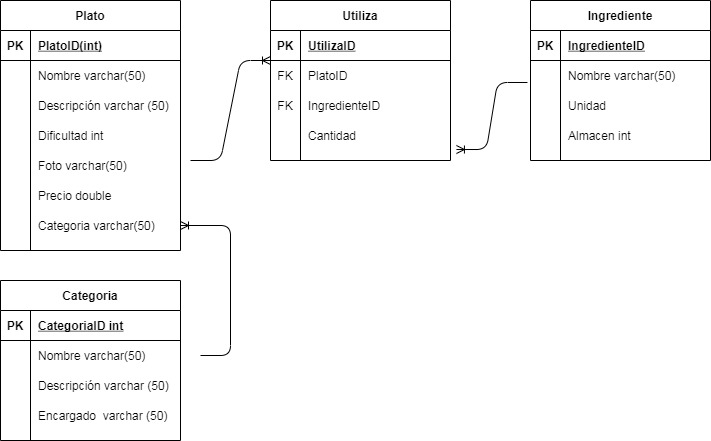 Plato
PK PlatoID(int)
Nombre varchar(50)
Descripción varchar (50)
Dificultad int
Foto varchar(50)
Precio double
Categoria varchar(50)
Utiliza
PK UtilizaID
FK PlatoID
FK IngredienteID
Cantidad
Ingrediente
PK IngredienteID
Nombre varchar(50)
Unidad
Almacen int
Categoria
PK CategoriaID int
Nombre varchar(50)
Descripción varchar (50)
Encargado varchar (50)